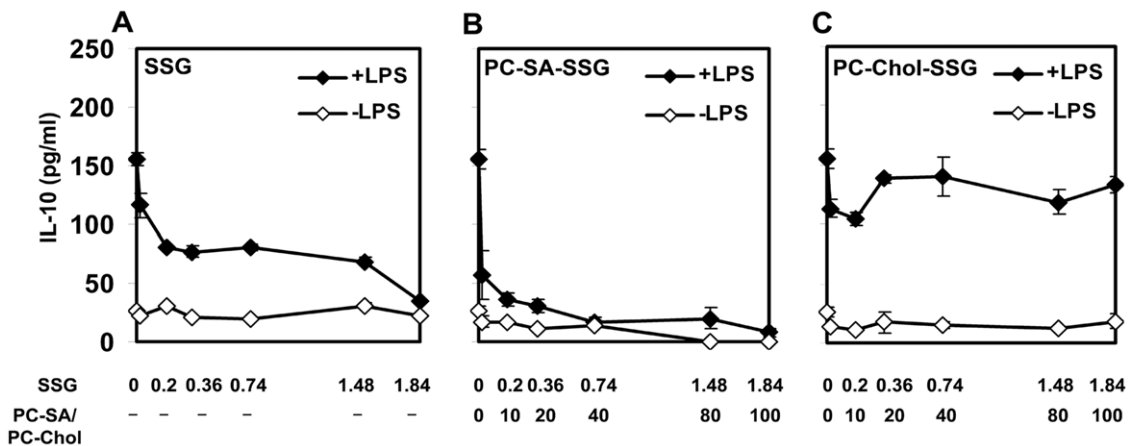 A B C
250
200
150
100
50
0
IL-10 (pg/ml)
SSG
+LPS
-LPS
PC-SA-SSG
+LPS
-LPS
PC-Chol-SSG
+LPS
-LPS
SSG 0 0.2 0.36 0.74 1.48 1.84 0 0.2 0.36 0.74 1.48 1.84 0 0.2 0.36 0.74 1.48 1.84
PC-SA/ – – – – – – 0 10 20 40 80 100 0 10 20 40 80 100
PC-Chol